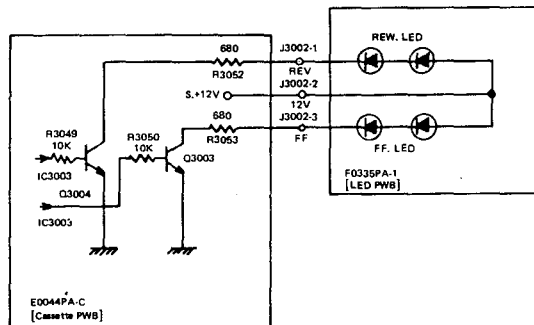 680
R3052
J3002-1
REV
REW. LED
J3002-2
S.+12V
12V
J3002-3
680
R3053
FF
FF. LED
R3049
10K
R3050
10K
Q3003
IC3003
Q3004
IC3003
F0335PA-1
[LED PWB]
E0044PA-C
[Cassette PWB]